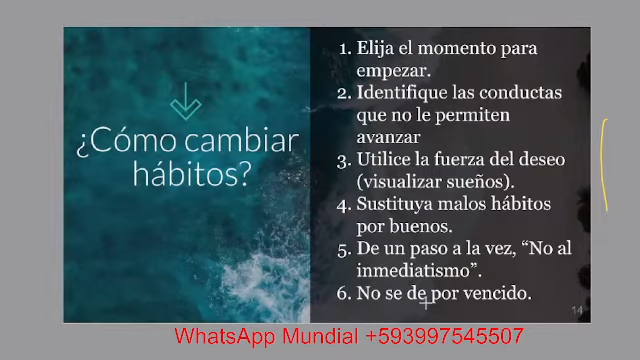 ¿Cómo cambiar
hábitos?
1. Elija el momento para
empezar.
2. Identifique las conductas
que no le permiten
avanzar
3. Utilice la fuerza del deseo
(visualizar sueños).
4. Sustituya malos hábitos
por buenos.
5. De un paso a la vez, “No al
inmediatismo”.
6. No se de por vencido.
14
WhatsApp Mundial +593997545507